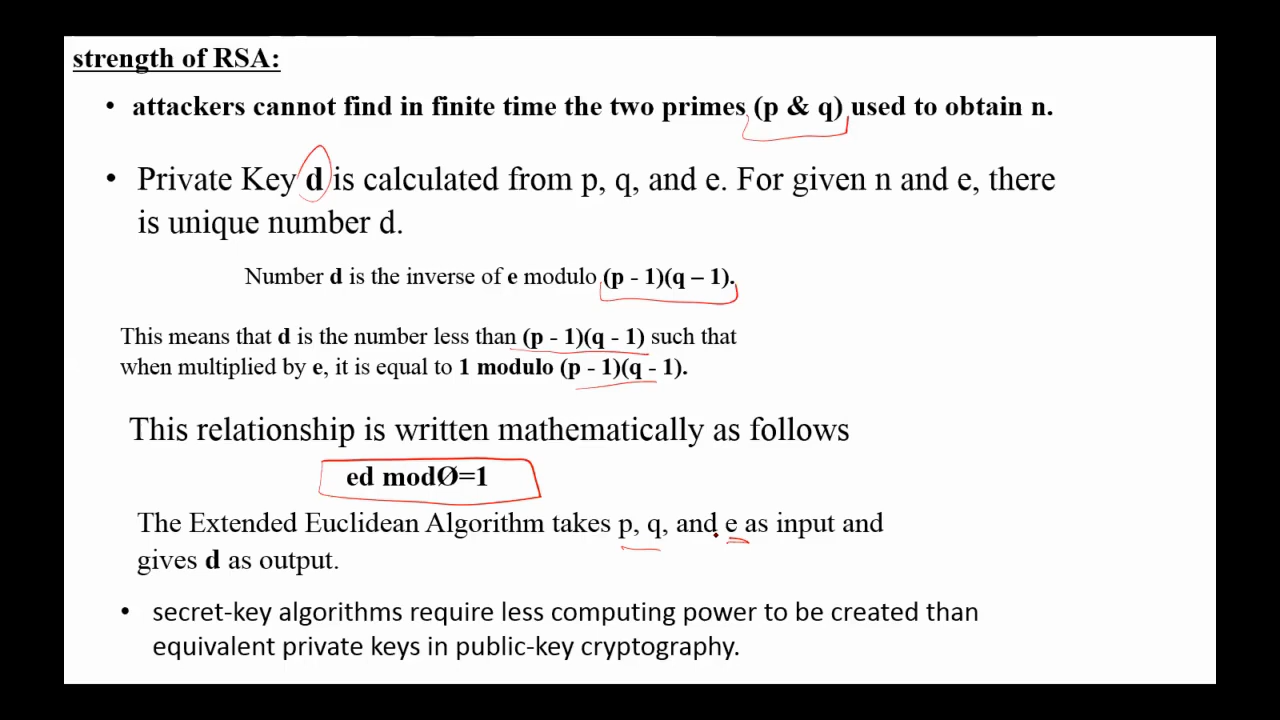 strength of RSA:
• attackers cannot find in finite time the two primes (p & q) used to obtain n.
• Private Key d is calculated from p, q, and e. For given n and e, there
is unique number d.
Number d is the inverse of e modulo (p - 1)(q – 1).
This means that d is the number less than (p - 1)(q - 1) such that
when multiplied by e, it is equal to 1 modulo (p - 1)(q - 1).
This relationship is written mathematically as follows
ed modØ=1
The Extended Euclidean Algorithm takes p, q, and e as input and
gives d as output.
• secret-key algorithms require less computing power to be created than
equivalent private keys in public-key cryptography.